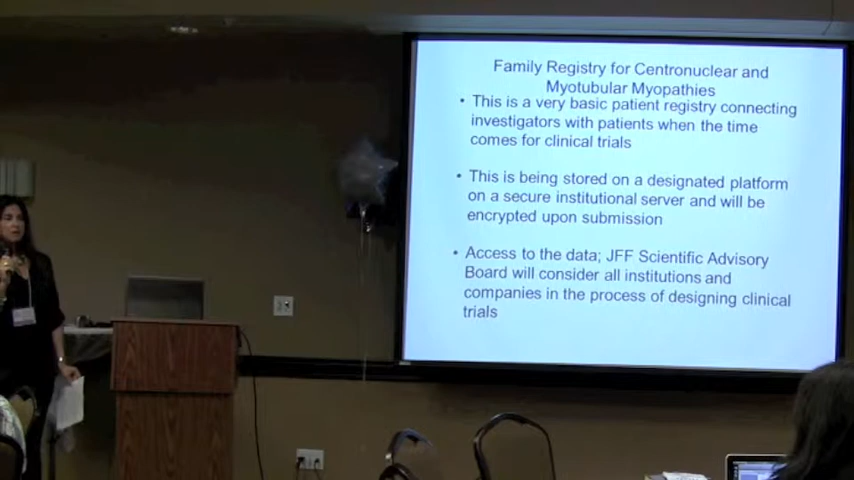 Family Registry for Centronuclear and
Myotubular Myopathies
• This is a very basic patient registry connecting
investigators with patients when the time
comes for clinical trials
• This is being stored on a designated platform
on a secure institutional server and will be
encrypted upon submission
• Access to the data; JFF Scientific Advisory
Board will consider all institutions and
companies in the process of designing clinical
trials